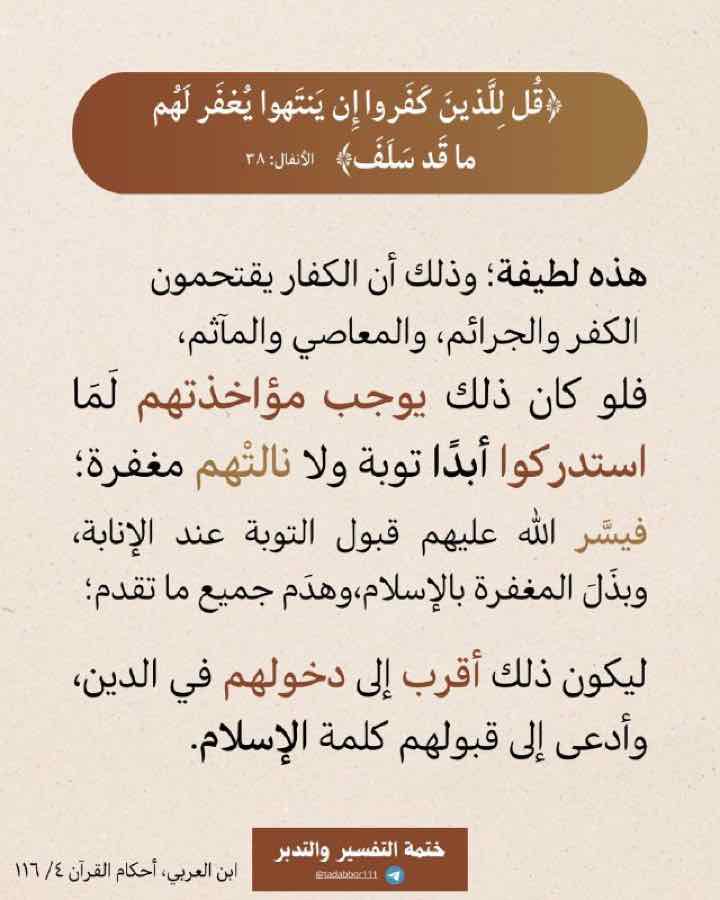 ﴿قُل لِلَّذينَ كَفَروا إِن يَنتَهوا يُغفَر لَهُم
ما قَد سَلَفَ﴾ الأنفال: ٣٨
هذه لطيفة؛ وذلك أن الكفار يقتحمون
الكفر والجرائم، والمعاصي والمآثم،
فلو كان ذلك يوجب مؤاخذتهم لَمَا
استدركوا أبدًا توبة ولا نالتْهم مغفرة؛
فيسَّر الله عليهم قبول التوبة عند الإنابة،
وبذَلَ المغفرة بالإسلام،وهدَم جميع ما تقدم؛
ليكون ذلك أقرب إلى دخولهم في الدين،
وأدعى إلى قبولهم كلمة الإسلام.
ختمة التفسير والتدبر
@tadabbor111
ابن العربي، أحكام القرآن ٤/ ١١٦